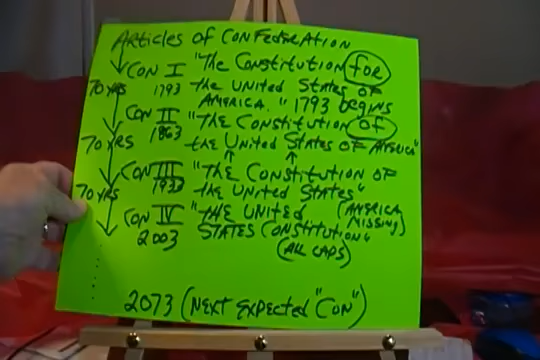 Articles of Confederation
CON I "The Constitution for
70 yrs 1793 the United States of
America." 1793 begins
CON II "The Constitution of
1863 the United States of America"
70 yrs
CON III "The Constitution of
70 yrs 1933 the United States"
CON IV "THE UNITED (AMERICA MISSING)
2003 STATES CONSTITUTION"
(ALL CAPS)
2073 (Next Expected "CON")